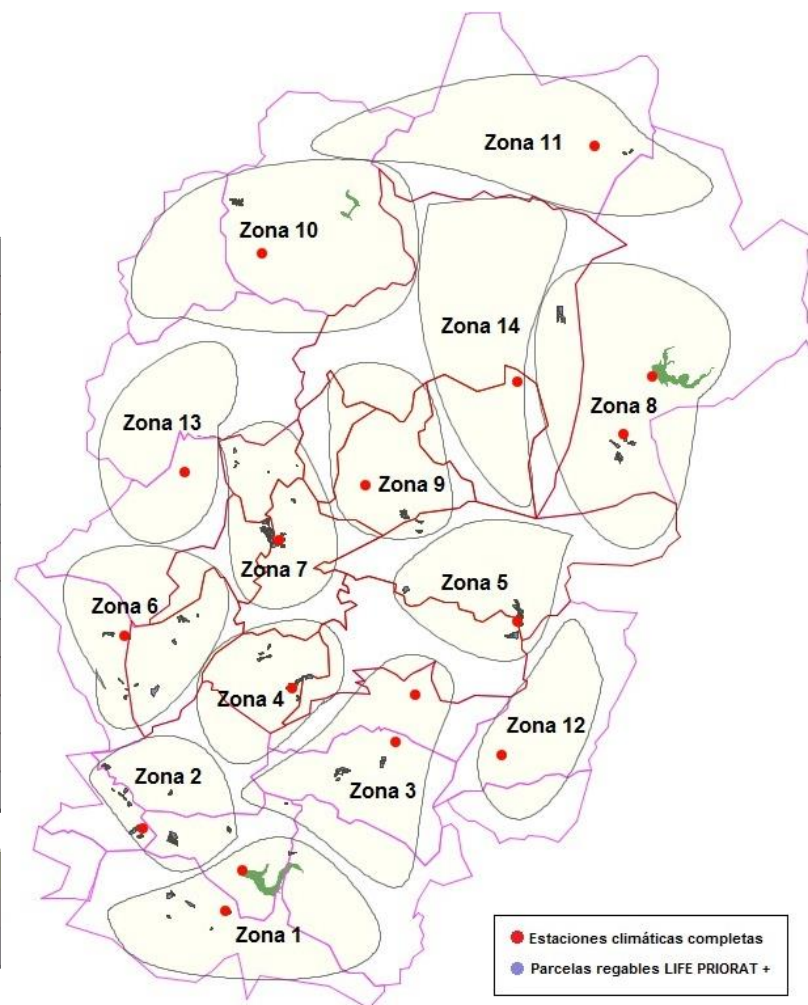 Zona 11
Zona 10
Zona 14
Zona 8
Zona 13
Zona 9
Zona 7
Zona 5
Zona 6
Zona 4
Zona 12
Zona 2
Zona 3
Zona 1
Estaciones climáticas completas
Parcelas regables LIFE PRIORAT +